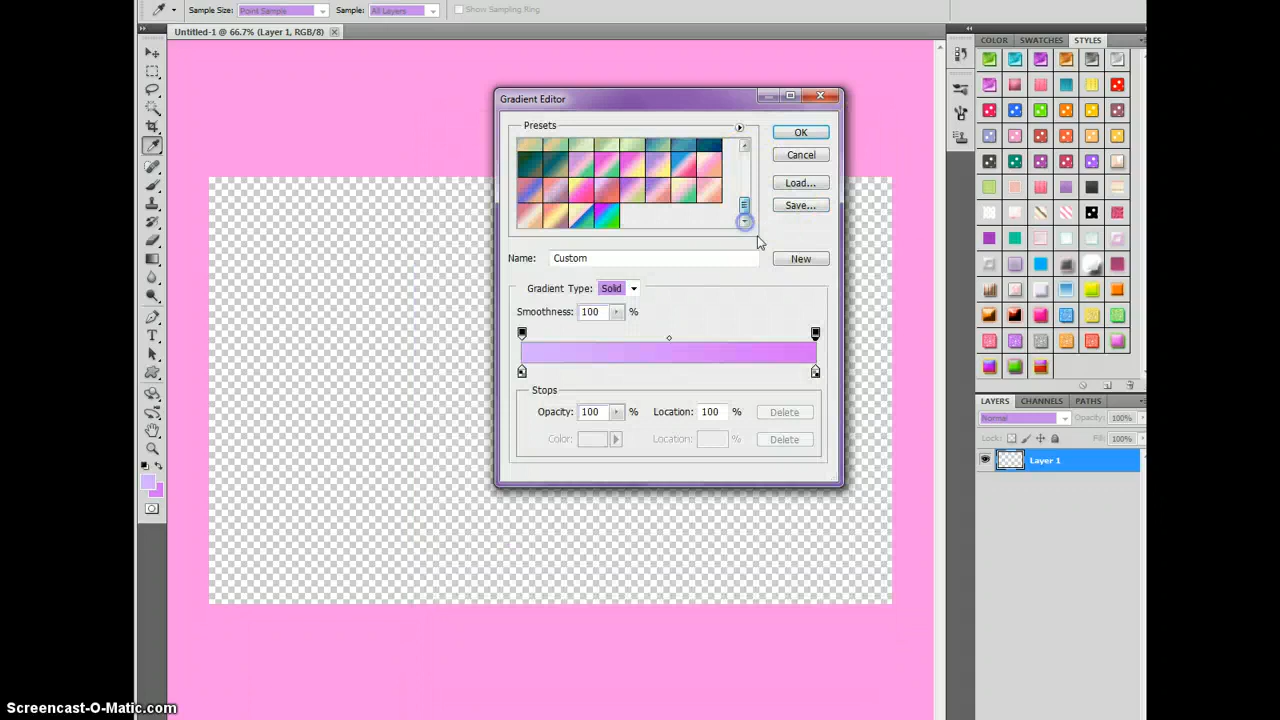 Sample Size: Point Sample Sample: All Layers Show Sampling Ring
Untitled-1 @ 66.7% (Layer 1, RGB/8)
COLOR SWATCHES STYLES
Gradient Editor
Presets
OK
Cancel
Load...
Save...
Name: Custom
New
Gradient Type: Solid
Smoothness: 100 %
Stops
Opacity: 100 % Location: 100 % Delete
Color: Location: % Delete
LAYERS CHANNELS PATHS
Normal Opacity: 100%
Lock: Fill: 100%
Layer 1
Screencast-O-Matic.com